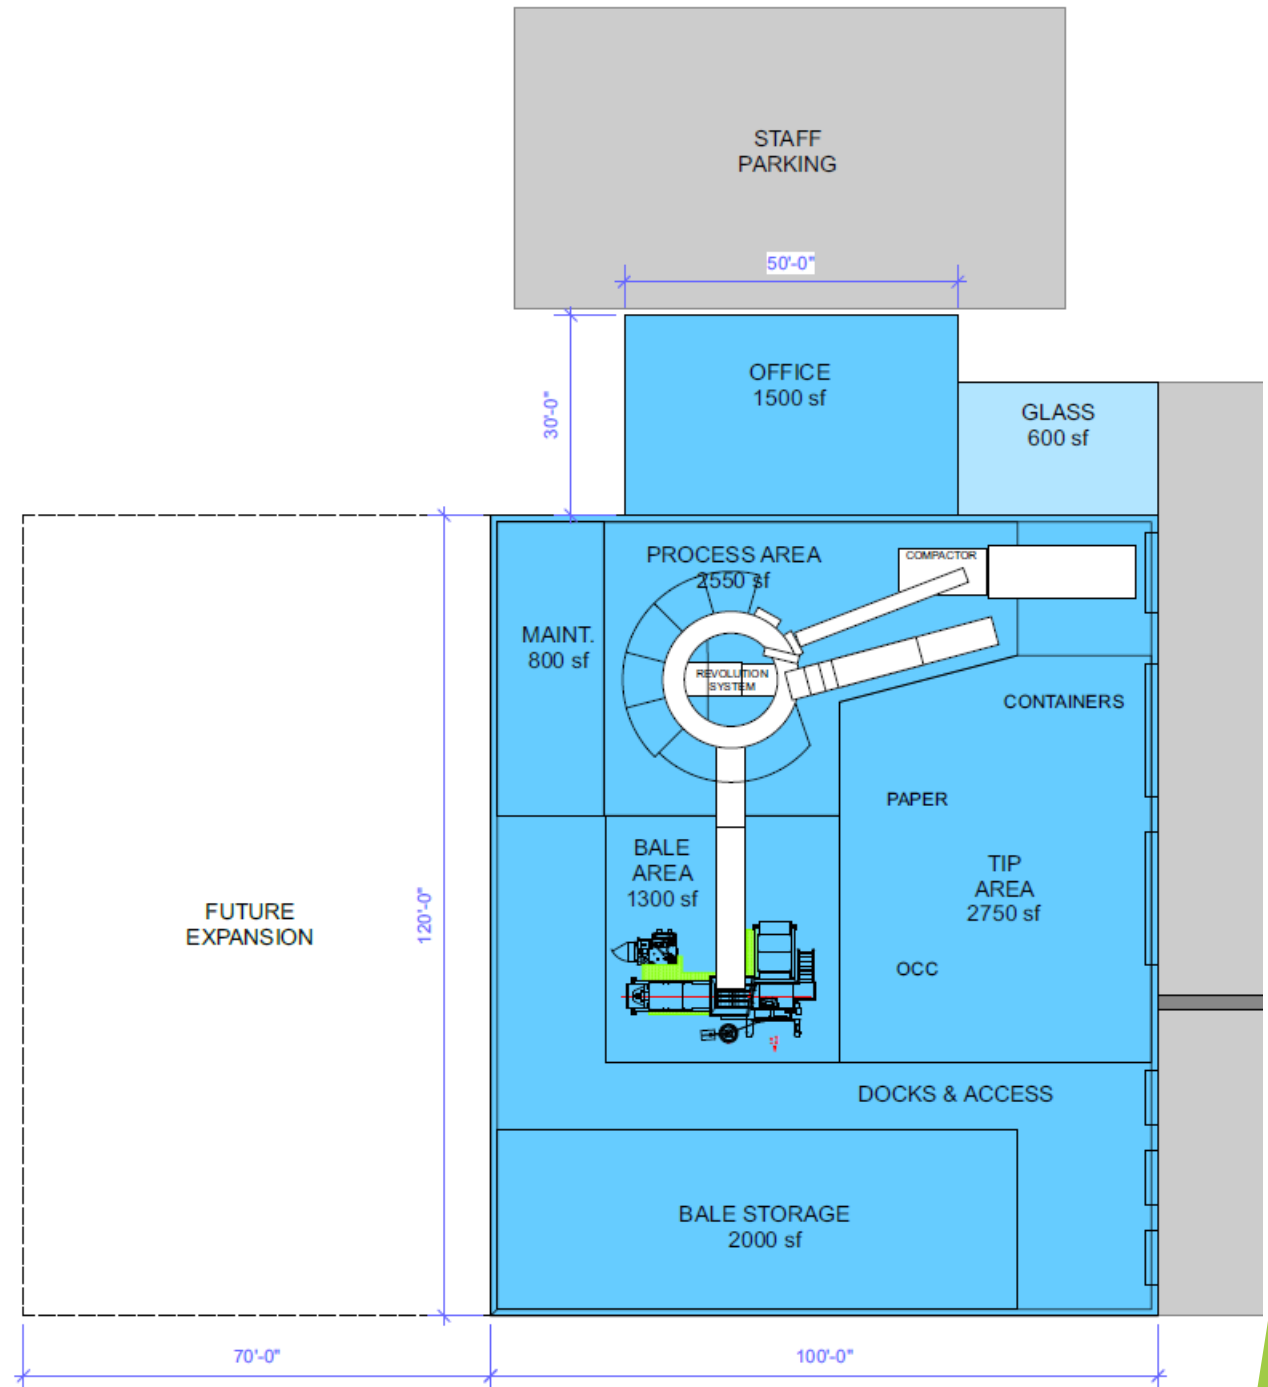 STAFF
PARKING
50'-0"
30'-0"
OFFICE
1500 sf
GLASS
600 sf
PROCESS AREA
2550 sf
COMPACTOR
MAINT.
800 sf
REVOLUTION
SYSTEM
CONTAINERS
PAPER
BALE
AREA
1300 sf
TIP
AREA
2750 sf
FUTURE
EXPANSION
120'-0"
OCC
DOCKS & ACCESS
BALE STORAGE
2000 sf
70'-0"
100'-0"